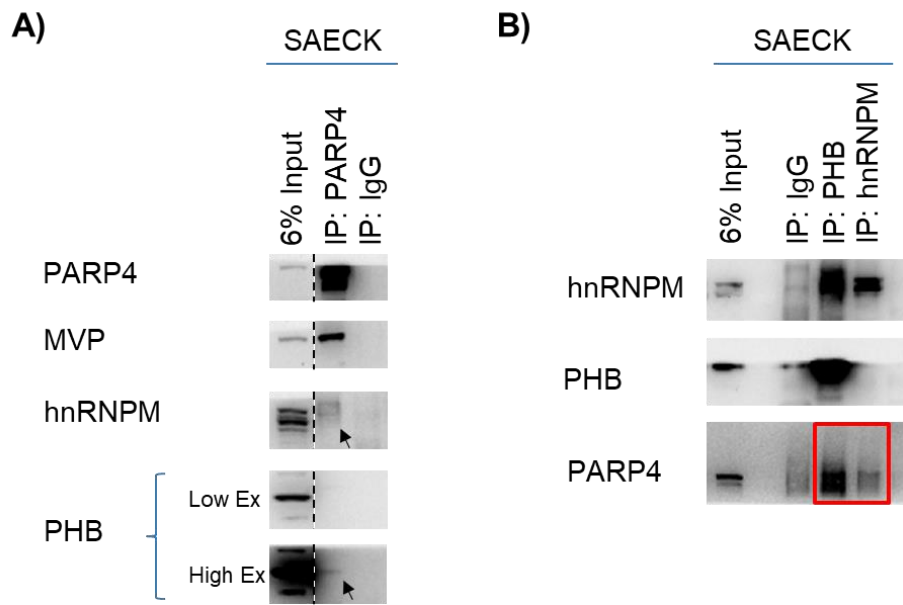 A)
SAECK
6% Input
IP: PARP4
IP: IgG
PARP4
MVP
hnRNPM
PHB
Low Ex
High Ex
B)
SAECK
6% Input
IP: IgG
IP: PHB
IP: hnRNPM
hnRNPM
PHB
PARP4